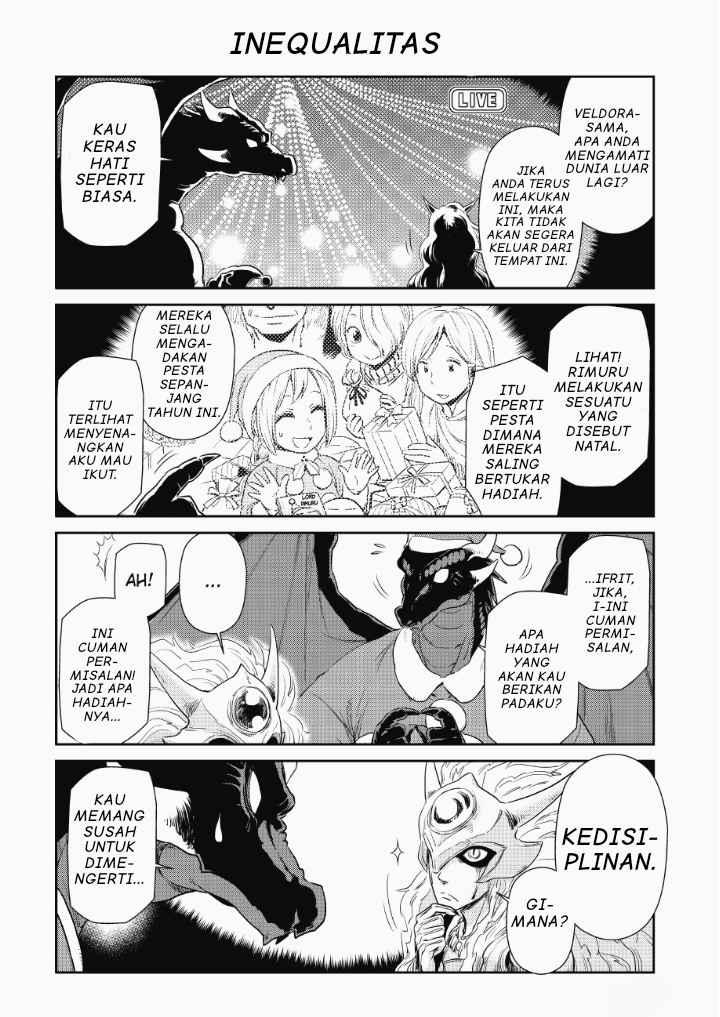 INEQUALITAS
LIVE
VELDORA-
SAMA,
APA ANDA
MENGAMATI
DUNIA LUAR
LAGI?
JIKA
ANDA TERUS
MELAKUKAN
INI, MAKA
KITA TIDAK
AKAN SEGERA
KELUAR DARI
TEMPAT INI.
KAU
KERAS
HATI
SEPERTI
BIASA.
LIHAT!
RIMURU
MELAKUKAN
SESUATU
YANG
DISEBUT
NATAL.
ITU
SEPERTI
PESTA
DIMANA
MEREKA
SALING
BERTUKAR
HADIAH.
MEREKA
SELALU
MENGA-
DAKAN
PESTA
SEPAN-
JANG
TAHUN INI.
ITU
TERLIHAT
MENYENA-
NGKAN
AKU MAU
IKUT.
LORD
RIMURU
...IFRIT,
JIKA,
I-INI
CUMAN
PERMI-
SALAN,
APA
HADIAH
YANG
AKAN KAU
BERIKAN
PADAKU?
...
AH!
INI
CUMAN
PER-
MISALAN!
JADI APA
HADIAH-
NYA...
KEDISI-
PLINAN.
GI-
MANA?
KAU
MEMANG
SUSAH
UNTUK
DIME-
NGERTI...